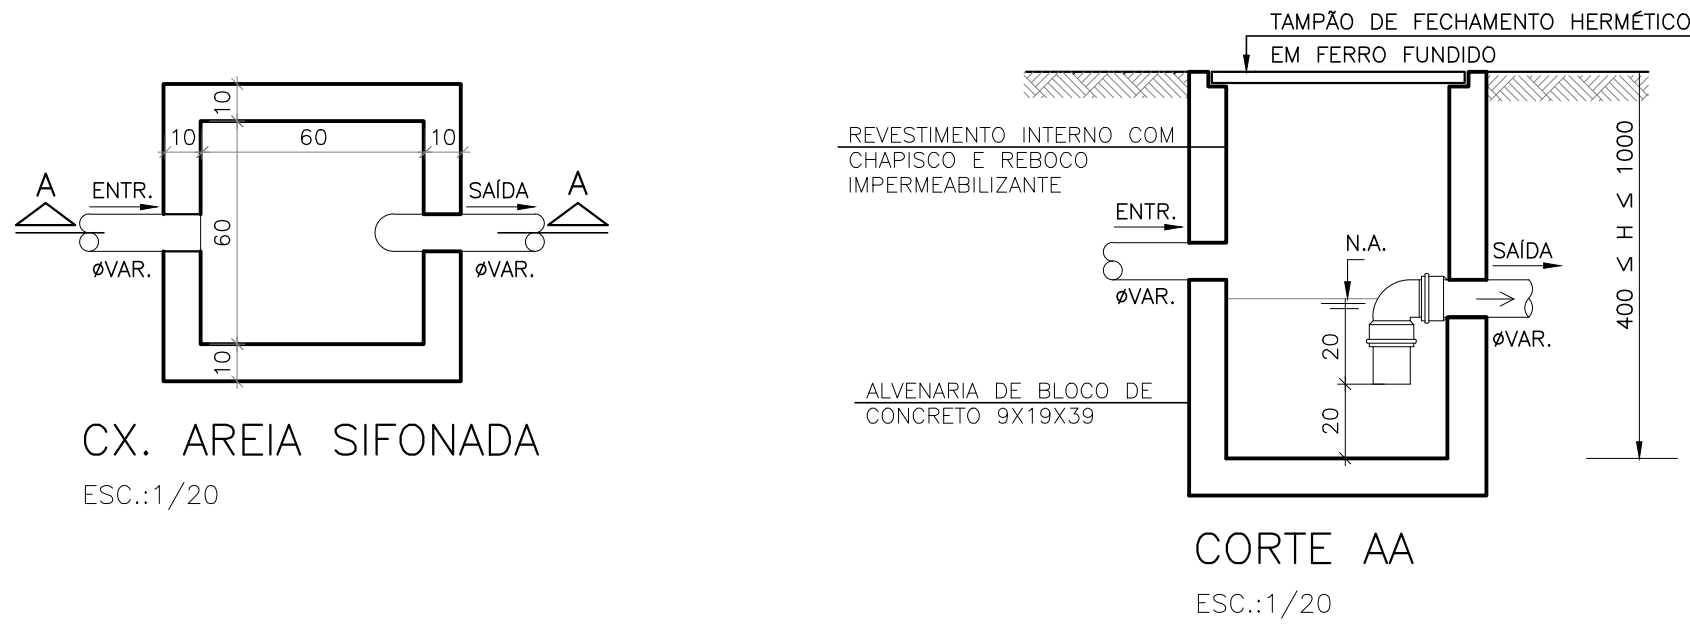 10
10 60 10
A
ENTR.
SAÍDA
A
60
øVAR.
øVAR.
10
CX. AREIA SIFONADA
ESC.:1/20
TAMPÃO DE FECHAMENTO HERMÉTICO
EM FERRO FUNDIDO
REVESTIMENTO INTERNO COM
CHAPISCO E REBOCO
IMPERMEABILIZANTE
ENTR.
øVAR.
N.A.
SAÍDA
øVAR.
400 ≤ H ≤ 1000
20
20
ALVENARIA DE BLOCO DE
CONCRETO 9X19X39
CORTE AA
ESC.:1/20